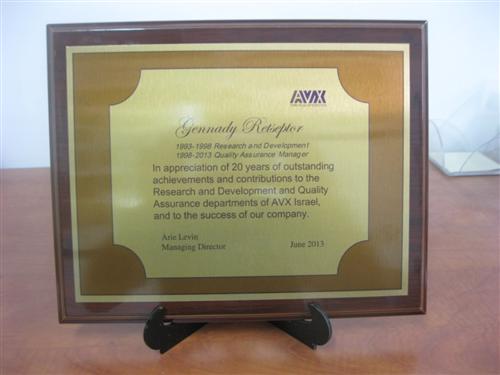 AVX
Gennady Retseptor
1993-1998 Research and Development
1998-2013 Quality Assurance Manager
In appreciation of 20 years of outstanding
achievements and contributions to the
Research and Development and Quality
Assurance departments of AVX Israel,
and to the success of our company.
Arie Levin
Managing Director June 2013